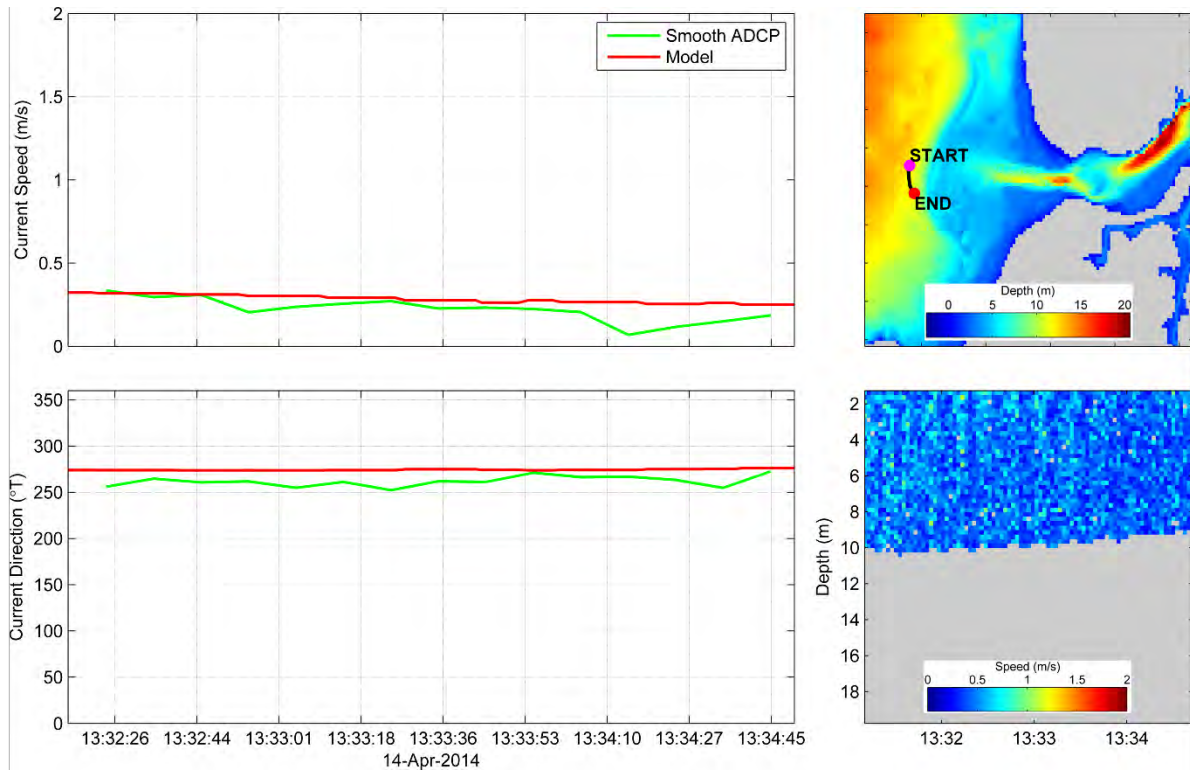 2
1.5
1
0.5
0
Current Speed (m/s)
Smooth ADCP
Model
START
END
Depth (m)
0 5 10 15 20
350
300
250
200
150
100
50
0
Current Direction (°T)
13:32:26 13:32:44 13:33:01 13:33:18 13:33:36 13:33:53 13:34:10 13:34:27 13:34:45
14-Apr-2014
2
4
6
8
10
12
14
16
18
Depth (m)
Speed (m/s)
0 0.5 1 1.5 2
13:32 13:33 13:34